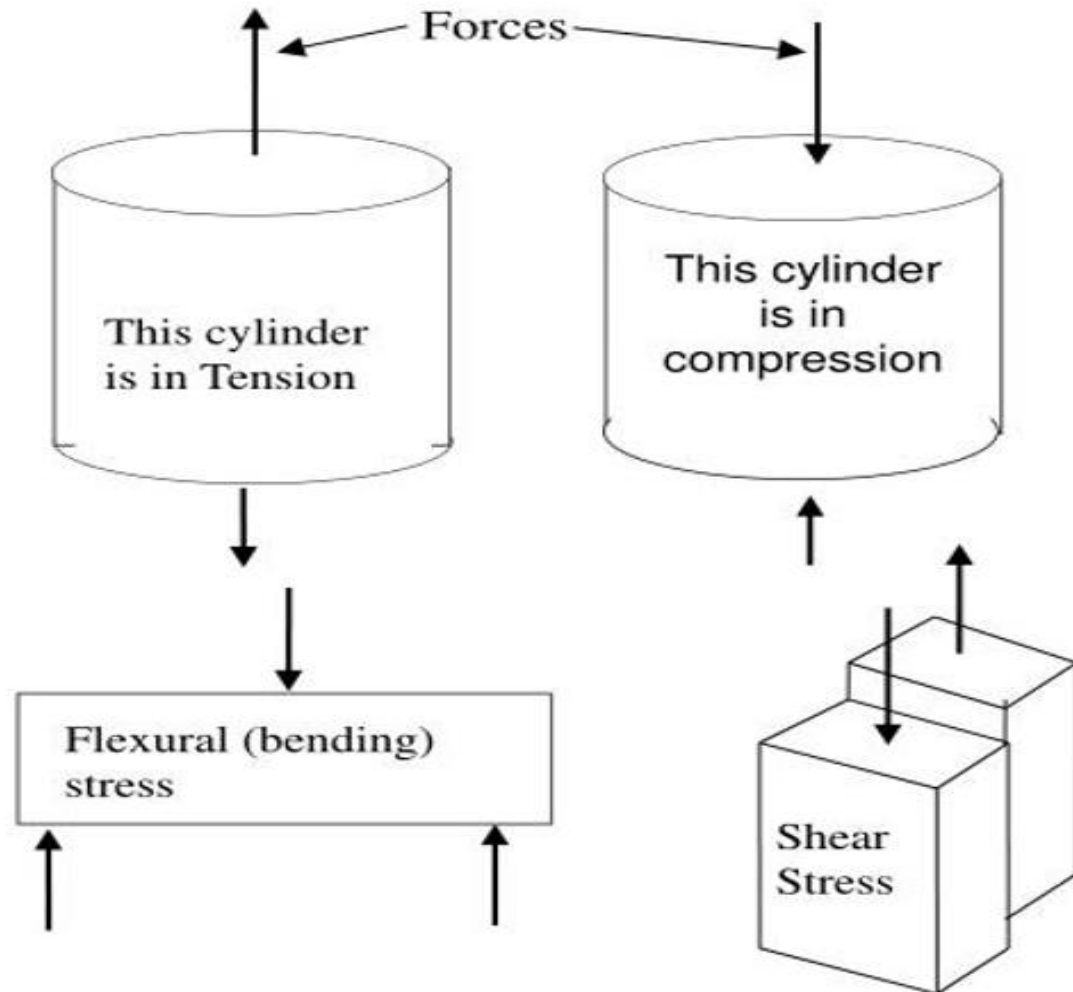 Forces
This cylinder
is in Tension
This cylinder
is in
compression
Flexural (bending)
stress
Shear
Stress